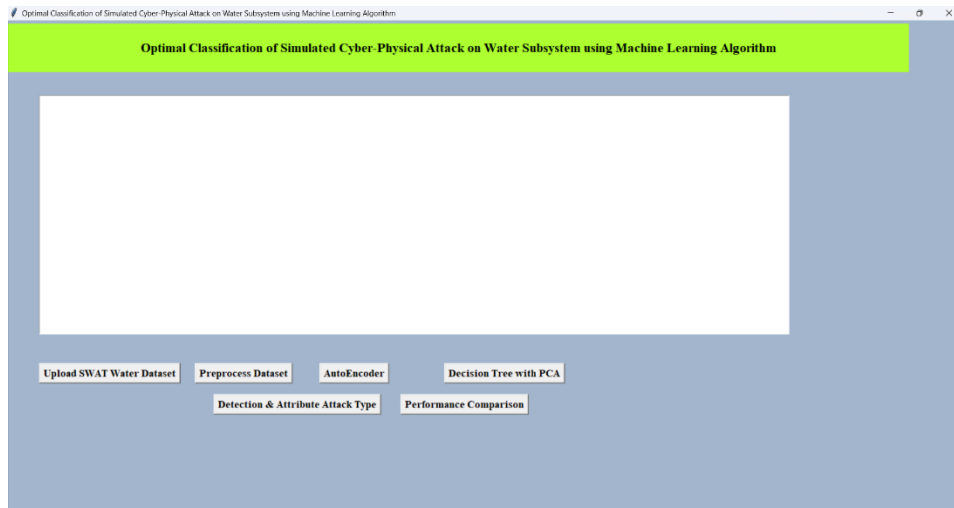 Optimal Classification of Simulated Cyber-Physical Attack on Water Subsystem using Machine Learning Algorithm
Optimal Classification of Simulated Cyber-Physical Attack on Water Subsystem using Machine Learning Algorithm
Upload SWAT Water Dataset Preprocess Dataset AutoEncoder Decision Tree with PCA
Detection & Attribute Attack Type Performance Comparison